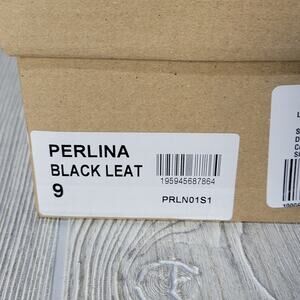 PERLINA
BLACK LEAT
9
195945687864
PRLN01S1